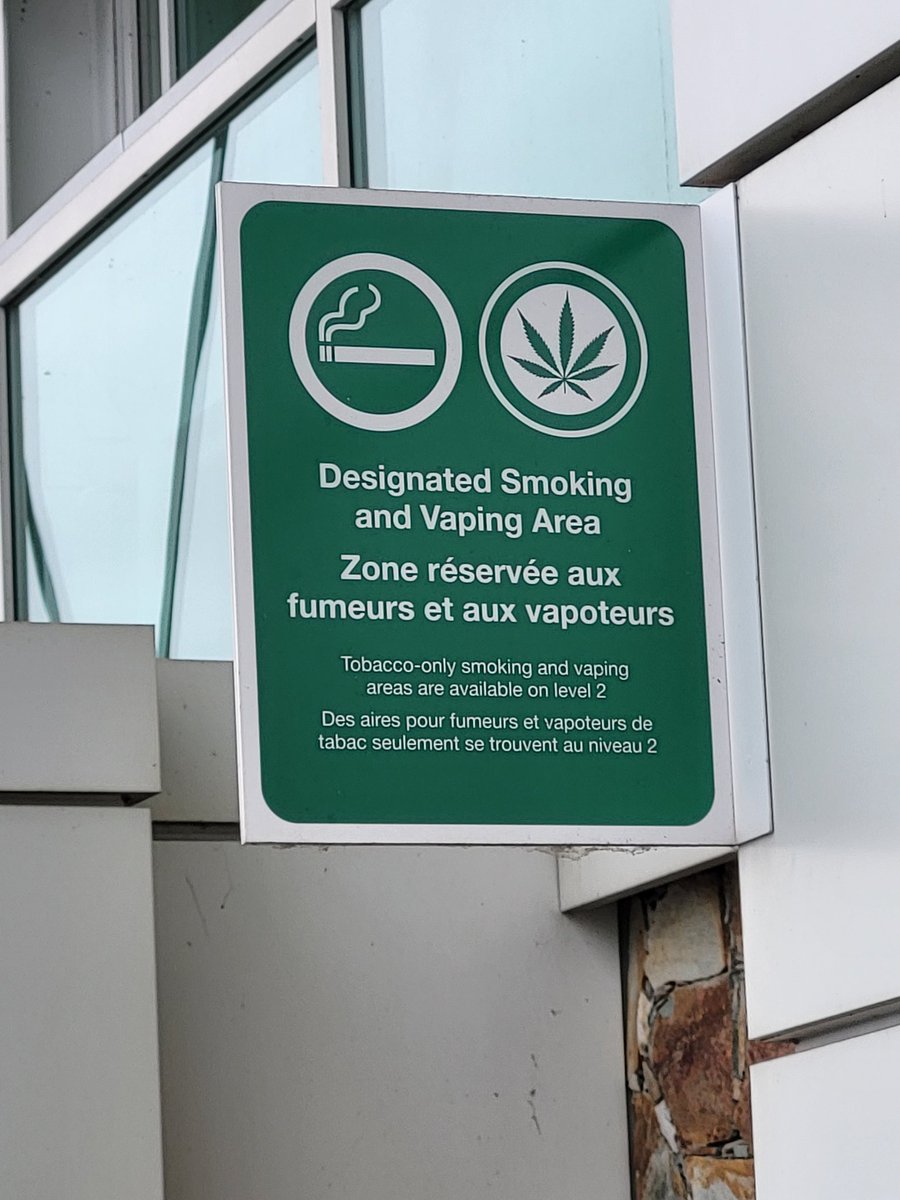 Designated Smoking
and Vaping Area
Zone réservée aux
fumeurs et aux vapoteurs
Tobacco-only smoking and vaping
areas are available on level 2
Des aires pour fumeurs et vapoteurs de
tabac seulement se trouvent au niveau 2